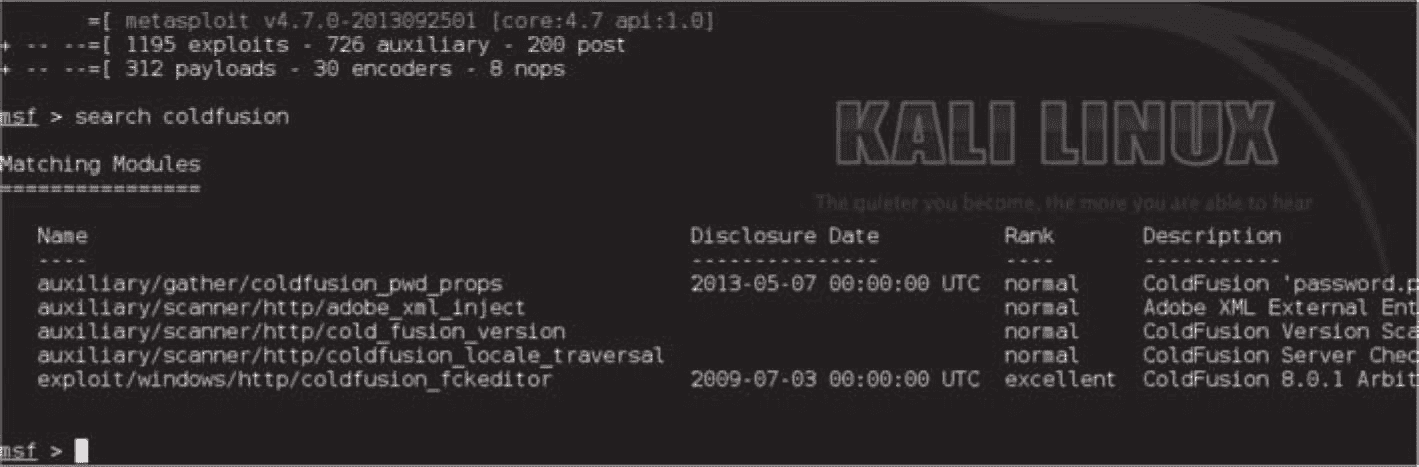 =[ metasploit v4.7.0-2013092501 [core:4.7 api:1.0]
+ -- --=[ 1195 exploits - 726 auxiliary - 200 post
+ -- --=[ 312 payloads - 30 encoders - 8 nops
msf > search coldfusion
KALI LINUX
Matching Modules
================
The quieter you become, the more you are able to hear
Name Disclosure Date Rank Description
---- --------------- ---- -----------
auxiliary/gather/coldfusion_pwd_props 2013-05-07 00:00:00 UTC normal ColdFusion 'password.p
auxiliary/scanner/http/adobe_xml_inject normal Adobe XML External Ent
auxiliary/scanner/http/cold_fusion_version normal ColdFusion Version Sca
auxiliary/scanner/http/coldfusion_locale_traversal normal ColdFusion Server Chec
exploit/windows/http/coldfusion_fckeditor 2009-07-03 00:00:00 UTC excellent ColdFusion 8.0.1 Arbit
msf >